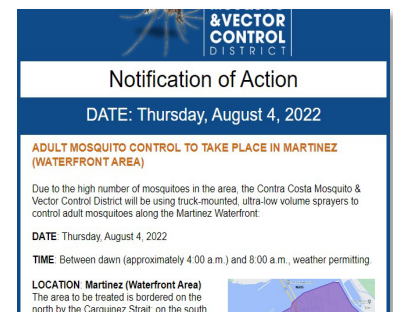 & VECTOR
CONTROL
DISTRICT
Notification of Action
DATE: Thursday, August 4, 2022
ADULT MOSQUITO CONTROL TO TAKE PLACE IN MARTINEZ
(WATERFRONT AREA)
Due to the high number of mosquitoes in the area, the Contra Costa Mosquito &
Vector Control District will be using truck-mounted, ultra-low volume sprayers to
control adult mosquitoes along the Martinez Waterfront:
DATE: Thursday, August 4, 2022
TIME: Between dawn (approximately 4:00 a.m.) and 8:00 a.m., weather permitting.
LOCATION: Martinez (Waterfront Area)
The area to be treated is bordered on the
north by the Carquinez Strait; on the south